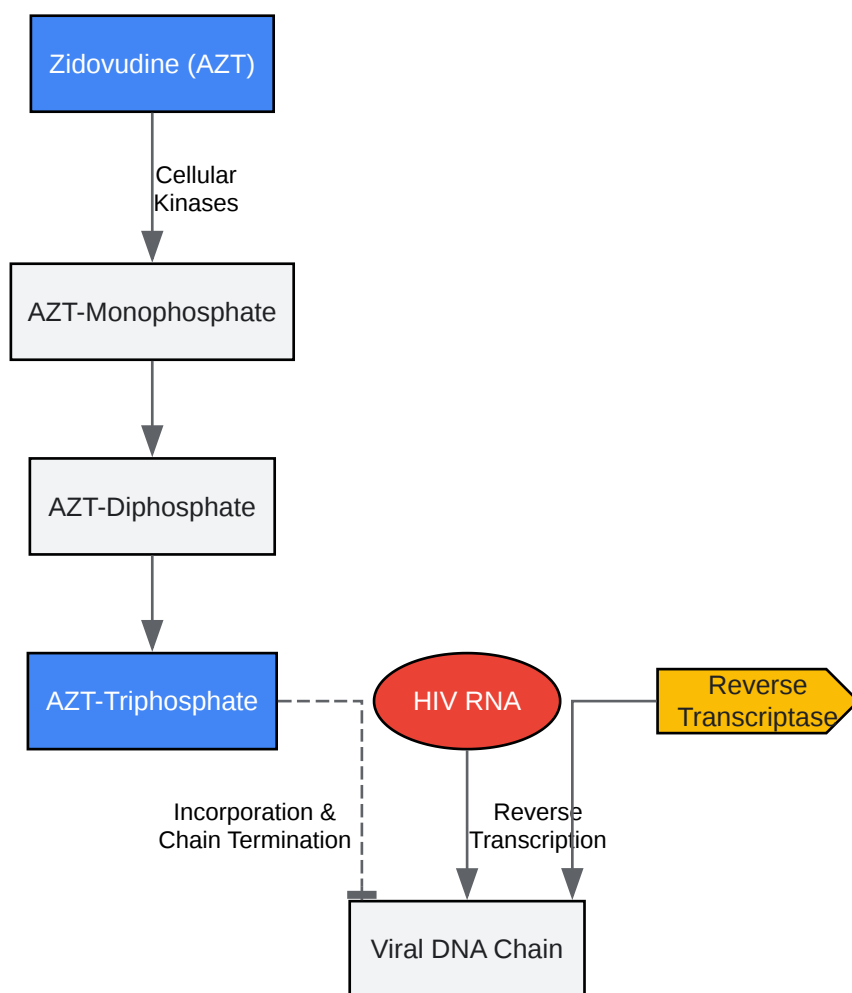 Zidovudine (AZT)
Cellular
Kinases
AZT-Monophosphate
AZT-Diphosphate
AZT-Triphosphate
HIV RNA
Reverse
Transcriptase
Incorporation &
Chain Termination
Reverse
Transcription
Viral DNA Chain